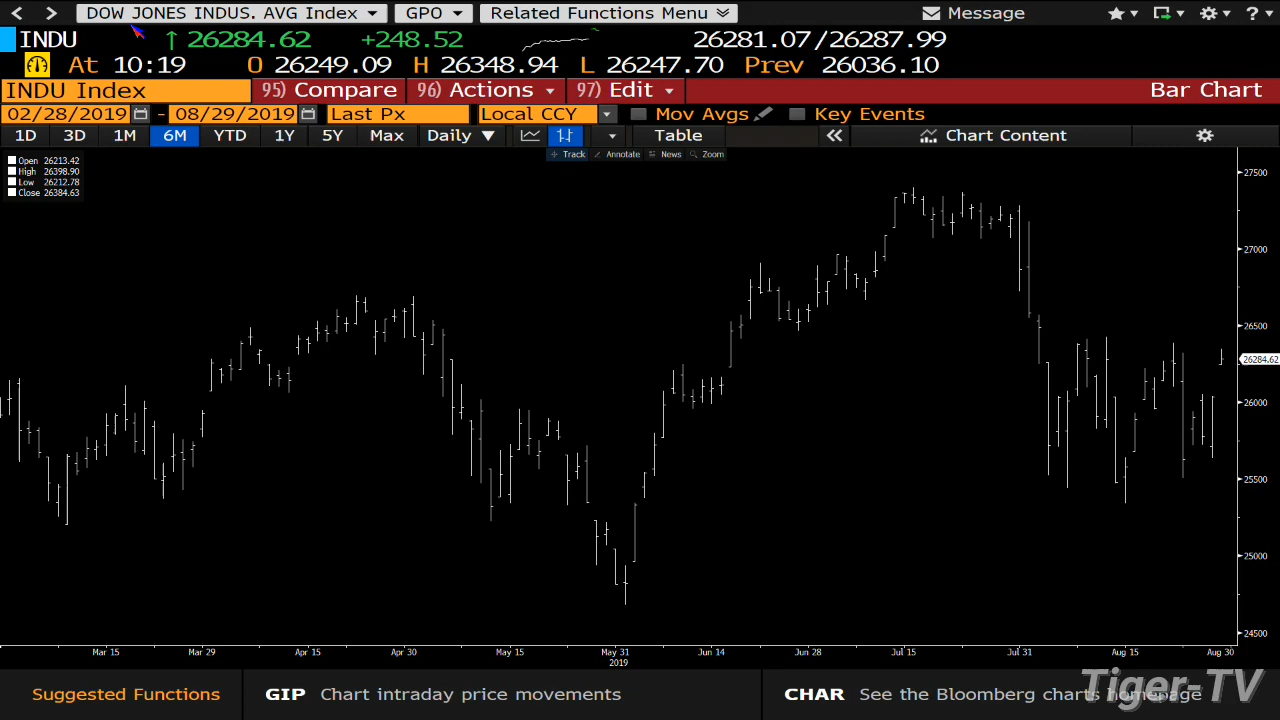 DOW JONES INDUS. AVG Index GPO Related Functions Menu Message ?
INDU ↑ 26284.62 +248.52 26281.07/26287.99
At 10:19 O 26249.09 H 26348.94 L 26247.70 Prev 26036.10
INDU Index 95) Compare 96) Actions 97) Edit Bar Chart
02/28/2019 - 08/29/2019 Last Px Local CCY Mov Avgs Key Events
1D 3D 1M 6M YTD 1Y 5Y Max Daily ▼ Table Chart Content
Track Annotate News Zoom
Open 26213.42
High 26398.90
Low 26212.78
Close 26384.63
27500
27000
26500
26284.62
26000
25500
25000
24500
Mar 15 Mar 29 Apr 15 Apr 30 May 15 May 31 Jun 14 Jun 28 Jul 15 Jul 31 Aug 15 Aug 30
2019
Suggested Functions GIP Chart intraday price movements CHAR See the Bloomberg charts homepage
Tiger-TV